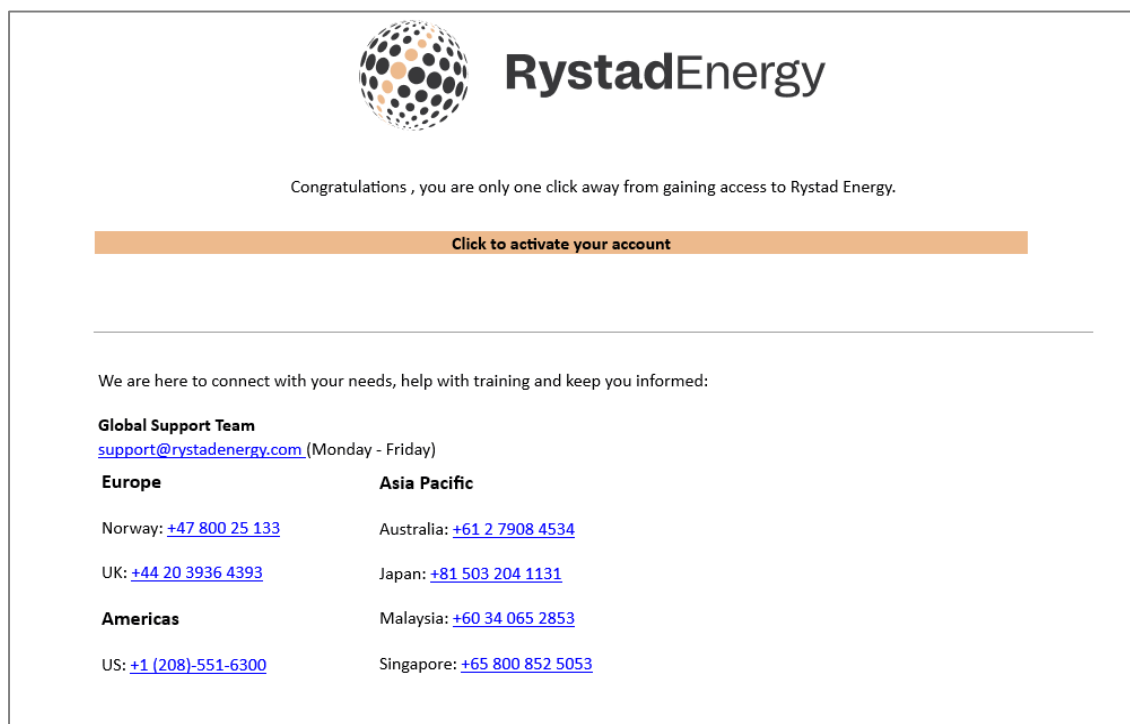 RystadEnergy
Congratulations , you are only one click away from gaining access to Rystad Energy.
Click to activate your account
We are here to connect with your needs, help with training and keep you informed:
Global Support Team
support@rystadenergy.com (Monday - Friday)
Europe Asia Pacific
Norway: +47 800 25 133 Australia: +61 2 7908 4534
UK: +44 20 3936 4393 Japan: +81 503 204 1131
Americas Malaysia: +60 34 065 2853
US: +1 (208)-551-6300 Singapore: +65 800 852 5053